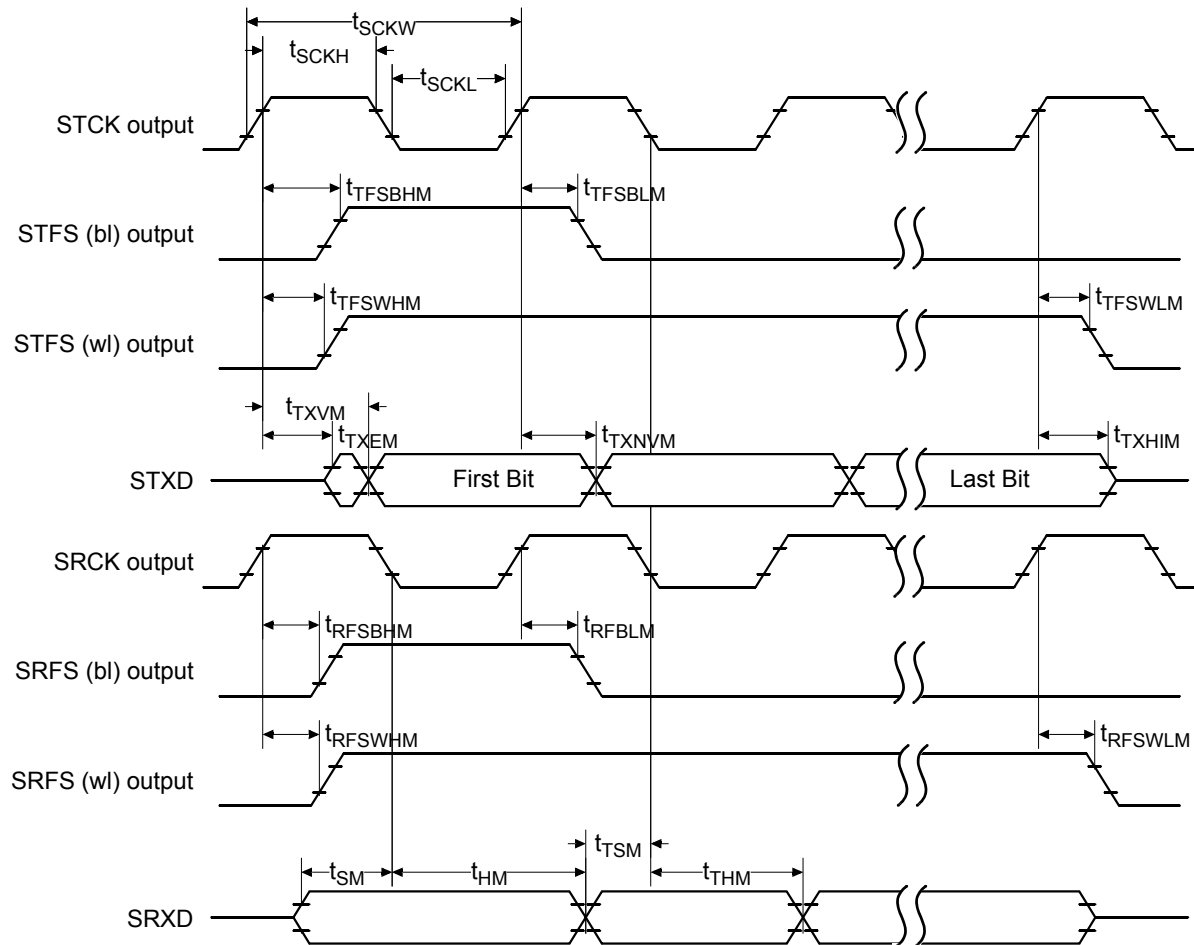 tSCKW
tSCKH
tSCKL
STCK output
tTFSBHM
tTFSBLM
STFS (bl) output
tTFSWHM
tTFSWLM
STFS (wl) output
tTXVM
tTXEM
tTXNVM
tTXHIM
STXD
First Bit
Last Bit
SRCK output
tRFSBHM
tRFBLM
SRFS (bl) output
tRFSWHM
tRFSWLM
SRFS (wl) output
tTSM
tSM
tHM
tTHM
SRXD